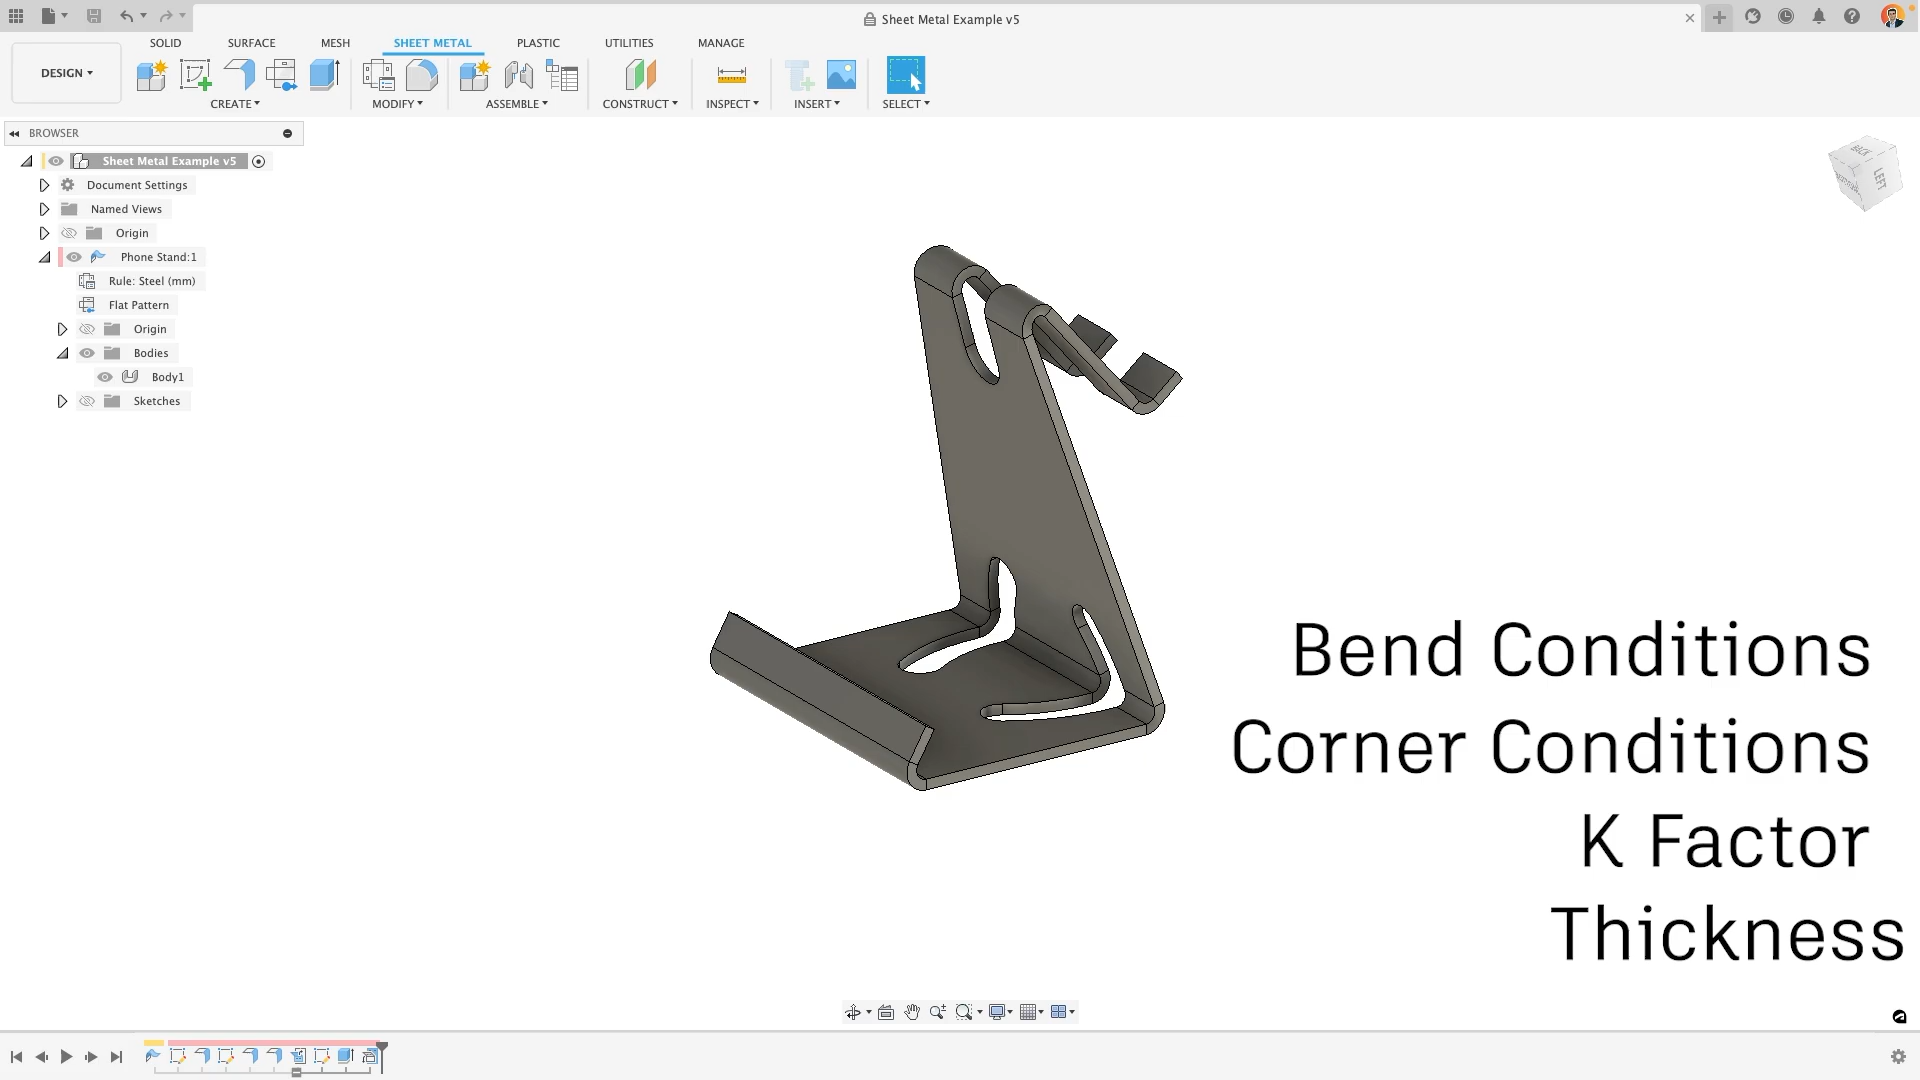 Sheet Metal Example v5
SOLID SURFACE MESH SHEET METAL PLASTIC UTILITIES MANAGE
DESIGN
CREATE MODIFY ASSEMBLE CONSTRUCT INSPECT INSERT SELECT
BROWSER
Sheet Metal Example v5
Document Settings
Named Views
Origin
Phone Stand:1
Rule: Steel (mm)
Flat Pattern
Origin
Bodies
Body1
Sketches
BACK
LEFT
Bend Conditions
Corner Conditions
K Factor
Thickness